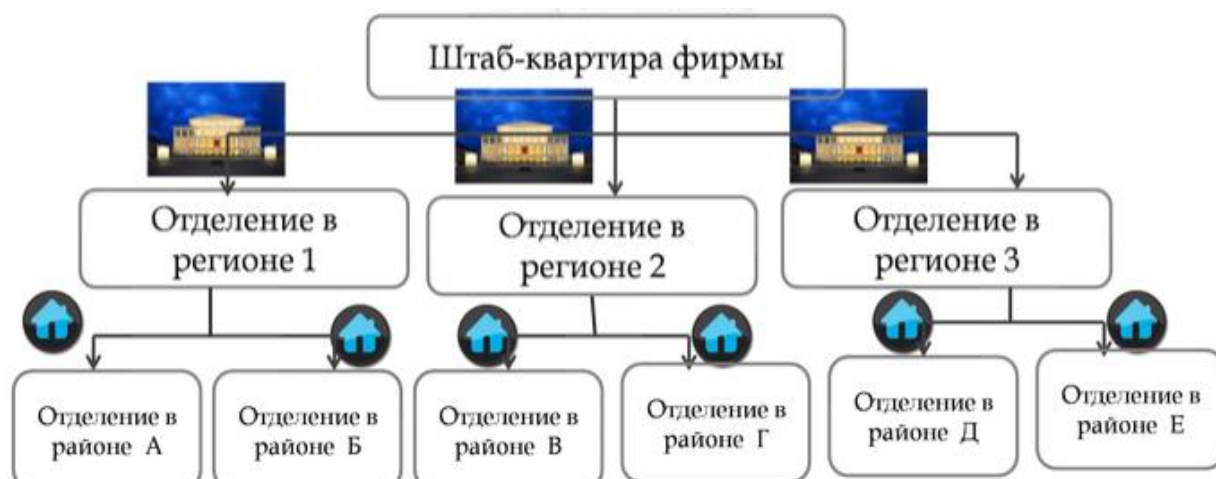 Штаб-квартира фирмы
Отделение в
регионе 1
Отделение в
регионе 2
Отделение в
регионе 3
Отделение в
районе А
Отделение в
районе Б
Отделение в
районе В
Отделение в
районе Г
Отделение в
районе Д
Отделение в
районе Е